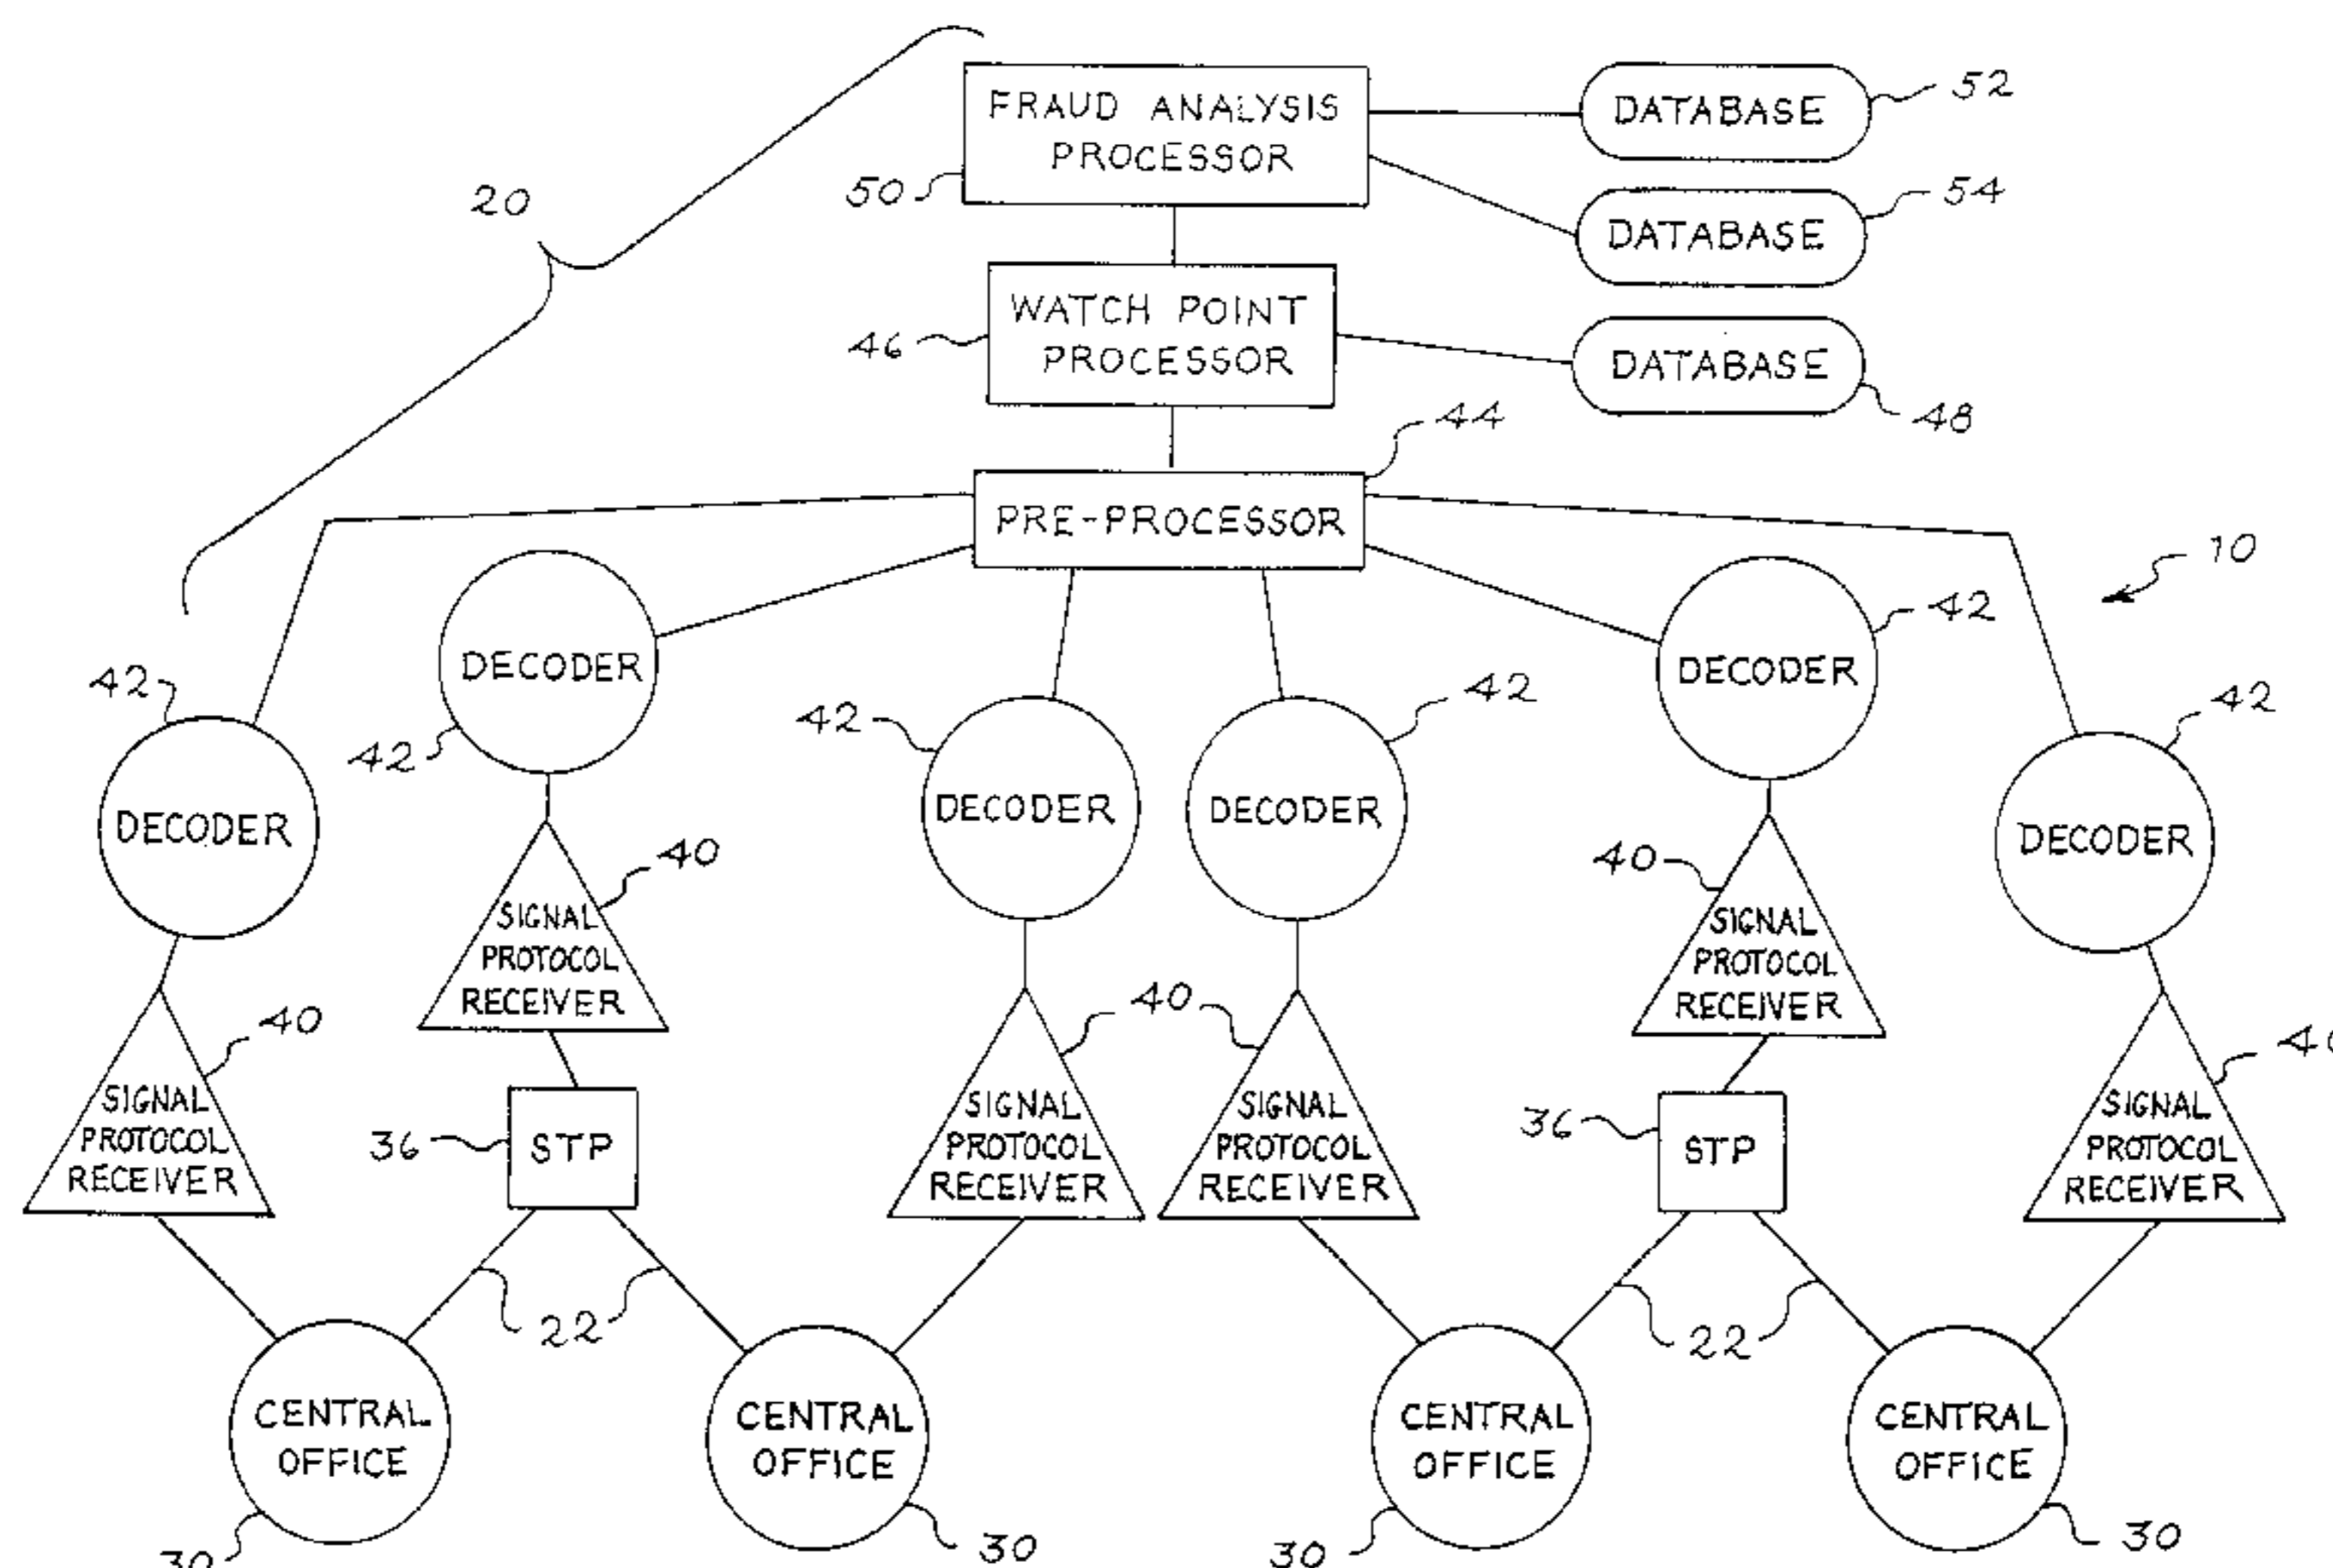 20
FRAUD ANALYSIS
PROCESSOR
50
DATABASE
52
DATABASE
54
WATCH POINT
PROCESSOR
46
DATABASE
48
PRE-PROCESSOR
44
10
DECODER
42
DECODER
42
DECODER
42
DECODER
42
DECODER
42
DECODER
42
SIGNAL
PROTOCOL
RECEIVER
40
SIGNAL
PROTOCOL
RECEIVER
40
SIGNAL
PROTOCOL
RECEIVER
40
SIGNAL
PROTOCOL
RECEIVER
SIGNAL
PROTOCOL
RECEIVER
40
SIGNAL
PROTOCOL
RECEIVER
40
36
STP
36
STP
22
22
CENTRAL
OFFICE
30
CENTRAL
OFFICE
30
CENTRAL
OFFICE
30
CENTRAL
OFFICE
30